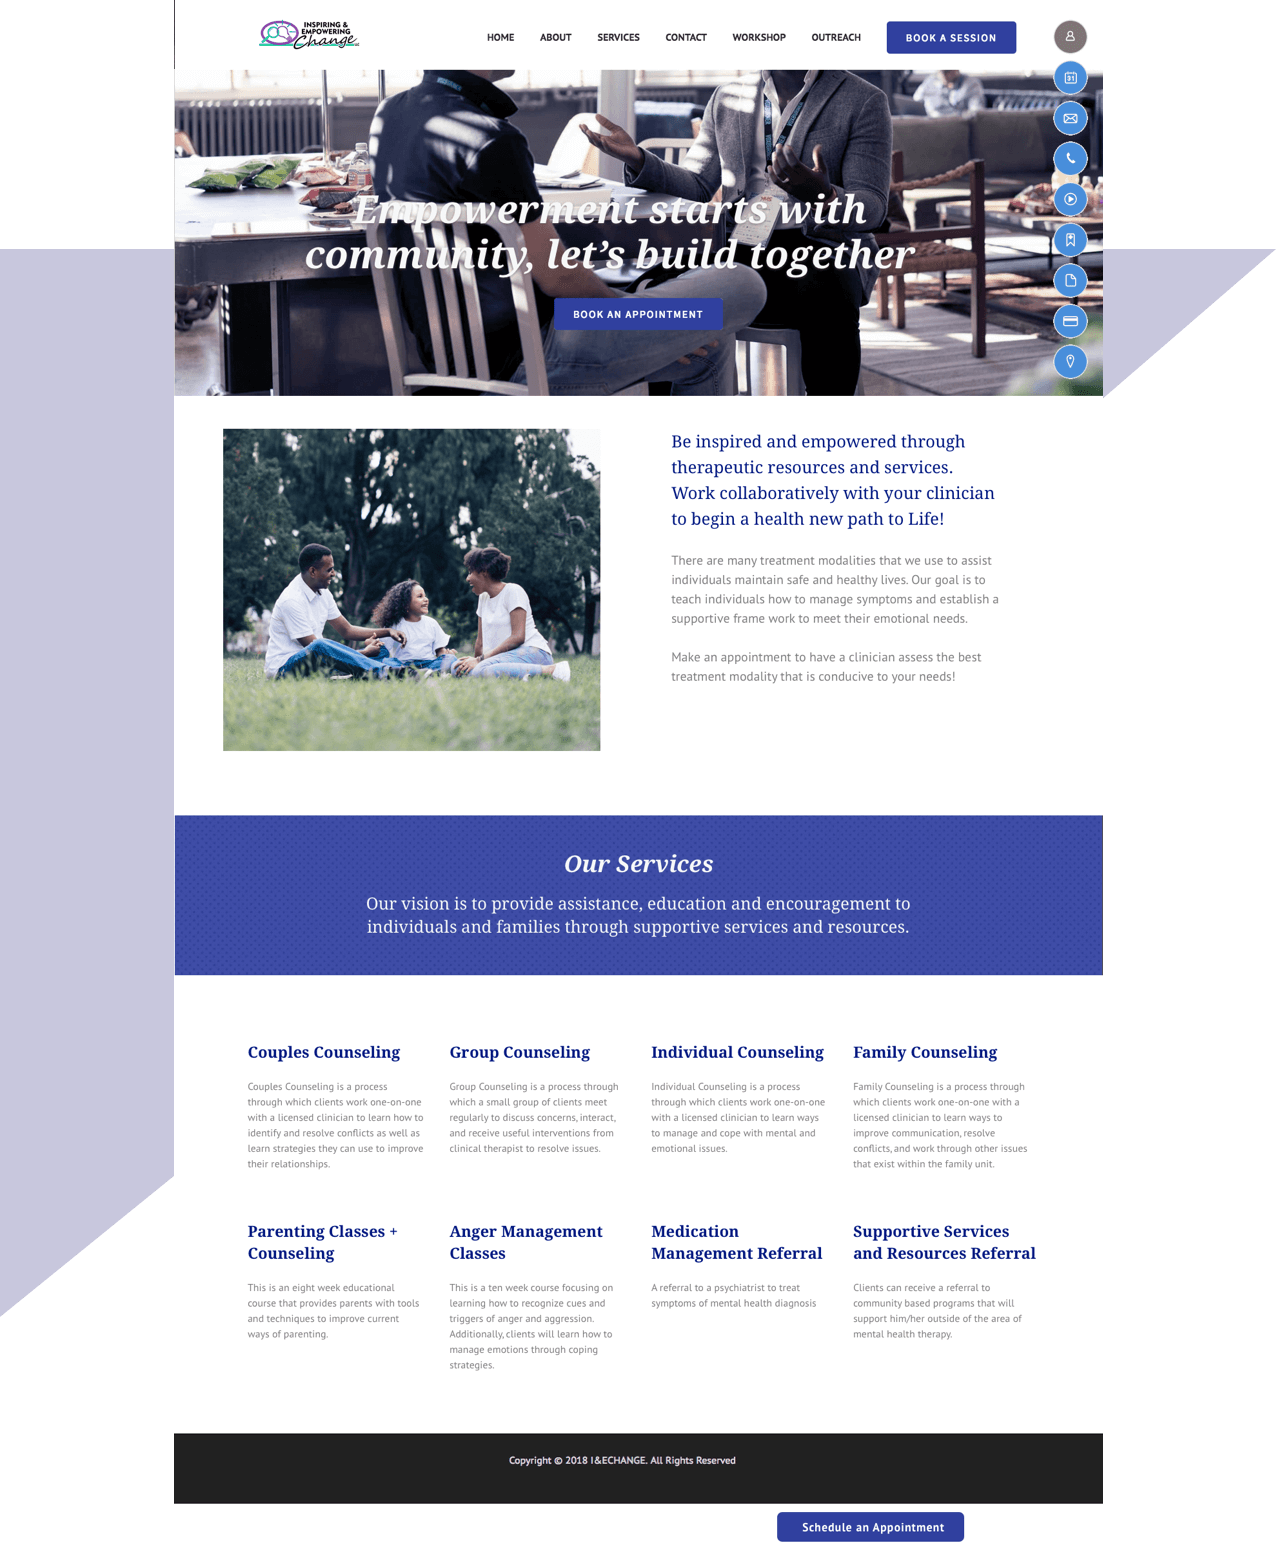 INSPIRING &
EMPOWERING
Change
HOME ABOUT SERVICES CONTACT WORKSHOP OUTREACH BOOK A SESSION
31
Empowerment starts with
community, let’s build together
BOOK AN APPOINTMENT
Be inspired and empowered through
therapeutic resources and services.
Work collaboratively with your clinician
to begin a health new path to Life!
There are many treatment modalities that we use to assist
individuals maintain safe and healthy lives. Our goal is to
teach individuals how to manage symptoms and establish a
supportive frame work to meet their emotional needs.
Make an appointment to have a clinician assess the best
treatment modality that is conducive to your needs!
Our Services
Our vision is to provide assistance, education and encouragement to
individuals and families through supportive services and resources.
Couples Counseling
Couples Counseling is a process
through which clients work one-on-one
with a licensed clinician to learn how to
identify and resolve conflicts as well as
learn strategies they can use to improve
their relationships.
Group Counseling
Group Counseling is a process through
which a small group of clients meet
regularly to discuss concerns, interact,
and receive useful interventions from
clinical therapist to resolve issues.
Individual Counseling
Individual Counseling is a process
through which clients work one-on-one
with a licensed clinician to learn ways
to manage and cope with mental and
emotional issues.
Family Counseling
Family Counseling is a process through
which clients work one-on-one with a
licensed clinician to learn ways to
improve communication, resolve
conflicts, and work through other issues
that exist within the family unit.
Parenting Classes +
Counseling
This is an eight week educational
course that provides parents with tools
and techniques to improve current
ways of parenting.
Anger Management
Classes
This is a ten week course focusing on
learning how to recognize cues and
triggers of anger and aggression.
Additionally, clients will learn how to
manage emotions through coping
strategies.
Medication
Management Referral
A referral to a psychiatrist to treat
symptoms of mental health diagnosis
Supportive Services
and Resources Referral
Clients can receive a referral to
community based programs that will
support him/her outside of the area of
mental health therapy.
Copyright © 2018 I&ECHANGE. All Rights Reserved
Schedule an Appointment